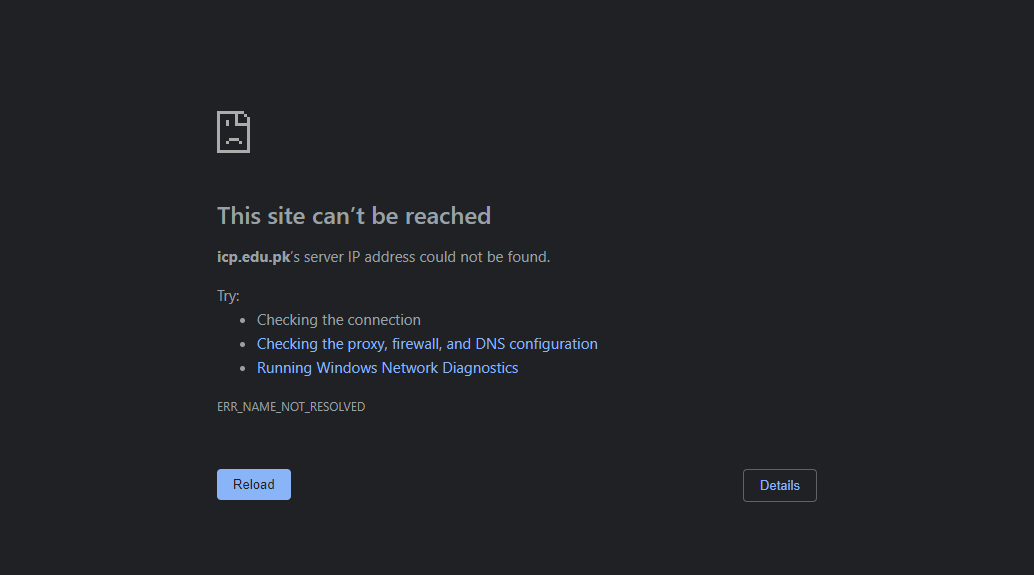 This site can’t be reached
icp.edu.pk’s server IP address could not be found.
Try:
• Checking the connection
• Checking the proxy, firewall, and DNS configuration
• Running Windows Network Diagnostics
ERR_NAME_NOT_RESOLVED
Reload
Details